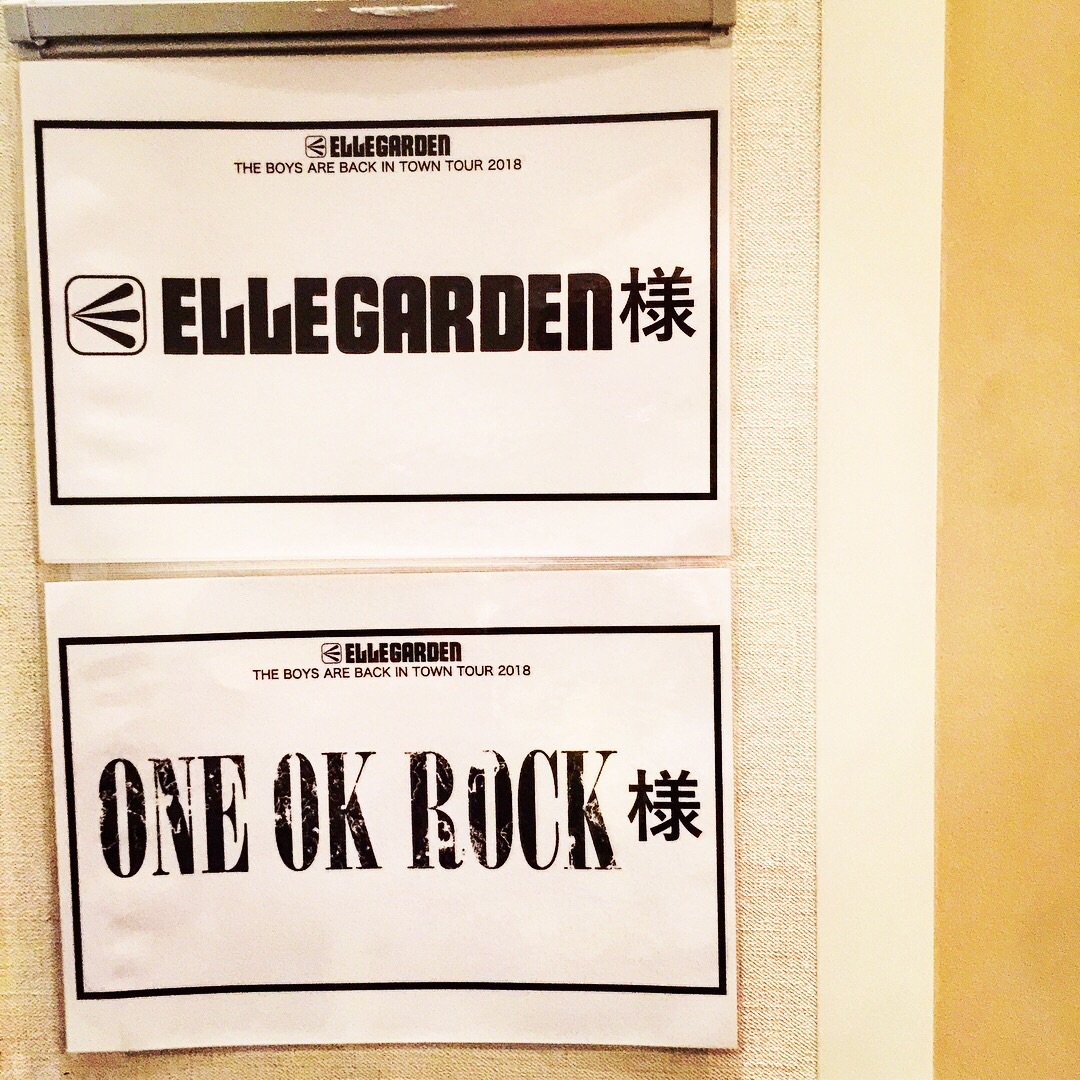 ELLEGARDEN
THE BOYS ARE BACK IN TOWN TOUR 2018
ELLEGARDEN様
ELLEGARDEN
THE BOYS ARE BACK IN TOWN TOUR 2018
ONE OK ROCK様